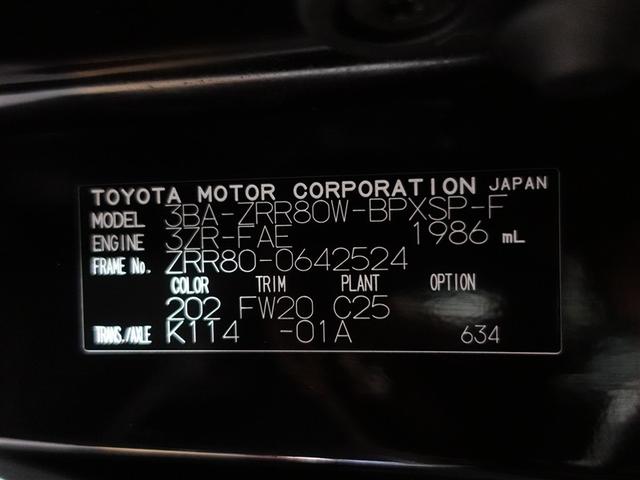 TOYOTA MOTOR CORPORATION JAPAN
MODEL 3BA-ZRR80W-BPXSP-F
ENGINE 3ZR-FAE 1986 mL
FRAME No. ZRR80-0642524
COLOR TRIM PLANT OPTION
202 FW20 C25
TRANS./AXLE K114 -01A 634